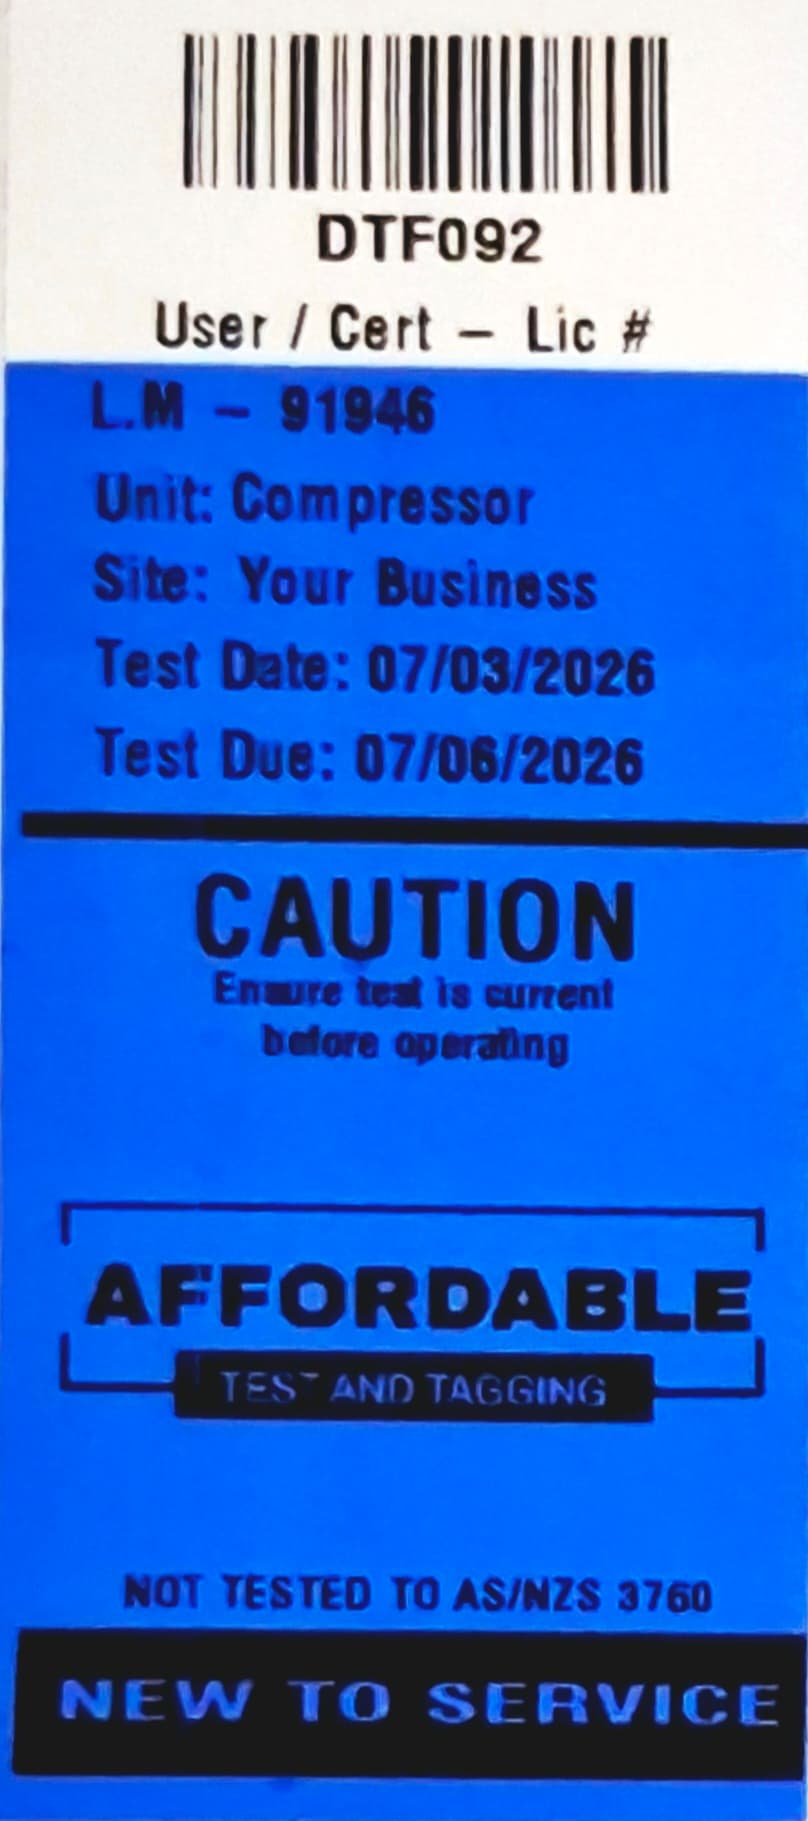 DTF092
User / Cert – Lic #
L.M – 91946
Unit: Compressor
Site: Your Business
Test Date: 07/03/2026
Test Due: 07/06/2026
CAUTION
Ensure test is current
before operating
AFFORDABLE
TEST AND TAGGING
NOT TESTED TO AS/NZS 3760
NEW TO SERVICE